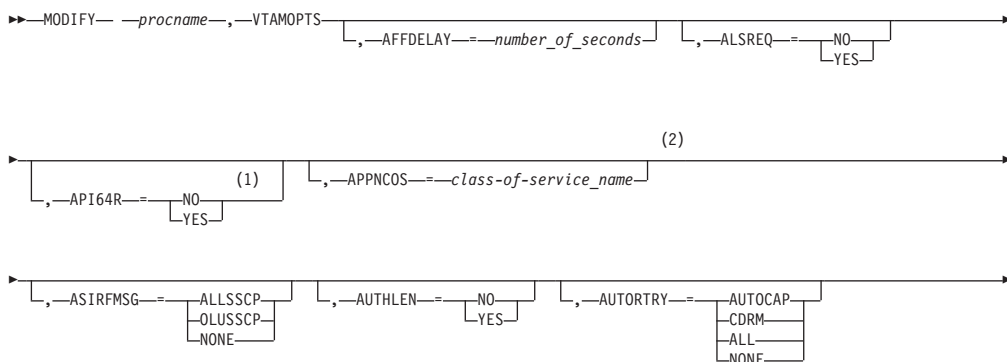 MODIFY procname , VTAMOPTS
, AFFDELAY = number_of_seconds , ALSREQ = NO
YES
(1) (2)
, API64R = NO , APPNCOS = class-of-service_name
YES
, ASIRFMSG = ALLSSCP , AUTHLEN = NO , AUTORTRY = AUTOCAP
OLUSSCP YES CDRM
NONE ALL
NONE